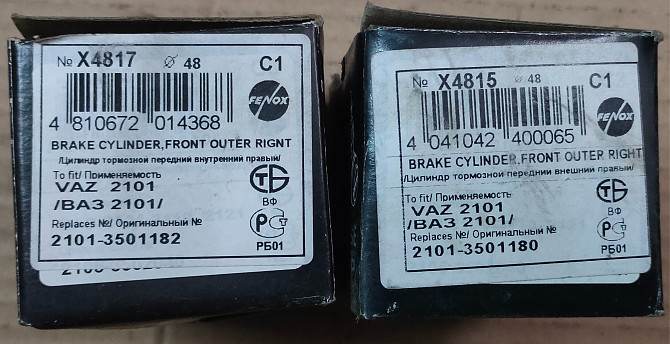 № X4817 ⌀ 48 C1
FENOX
4 810672 014368
BRAKE CYLINDER,FRONT OUTER RIGNT
/Цилиндр тормозной передний внутренний правый/
To fit/ Применяемость
VAZ 2101
/ВАЗ 2101/
Replaces №/ Оригинальный №
2101-3501182
ВФ
РБ01
№ X4815 ⌀ 48 C1
FENOX
4 041042 400065
BRAKE CYLINDER,FRONT OUTER RIGHT
/Цилиндр тормозной передний внешний правый/
To fit/ Применяемость
VAZ 2101
/ВАЗ 2101/
Replaces №/ Оригинальный №
2101-3501180
ВФ
РБ01